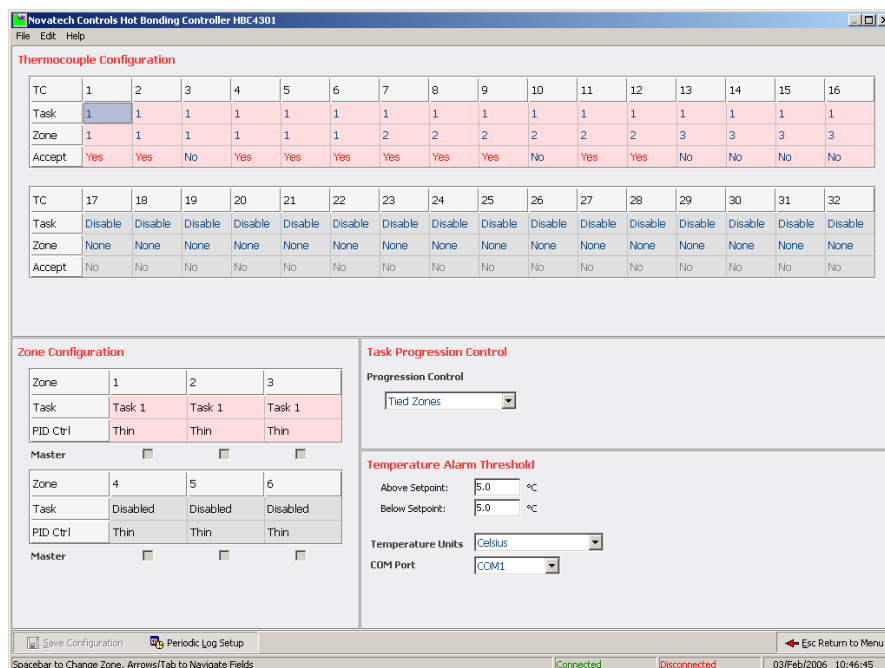 Novatech Controls Hot Bonding Controller HBC4301
File Edit Help
Thermocouple Configuration
TC 1 2 3 4 5 6 7 8 9 10 11 12 13 14 15 16
Task 1 1 1 1 1 1 1 1 1 1 1 1 1 1 1 1
Zone 1 1 1 1 1 1 2 2 2 2 2 2 3 3 3 3
Accept Yes Yes No Yes Yes Yes Yes Yes Yes No Yes Yes No No No No
TC 17 18 19 20 21 22 23 24 25 26 27 28 29 30 31 32
Task Disable Disable Disable Disable Disable Disable Disable Disable Disable Disable Disable Disable Disable Disable Disable Disable
Zone None None None None None None None None None None None None None None None None
Accept No No No No No No No No No No No No No No No No
Zone Configuration
Zone 1 2 3
Task Task 1 Task 1 Task 1
PID Ctrl Thin Thin Thin
Master
Zone 4 5 6
Task Disabled Disabled Disabled
PID Ctrl Thin Thin Thin
Master
Task Progression Control
Progression Control
Tied Zones
Temperature Alarm Threshold
Above Setpoint: 5.0 ºC
Below Setpoint: 5.0 ºC
Temperature Units Celsius
COM Port COM1
Save Configuration Periodic Log Setup Esc Return to Menu
Spacebar to Change Zone, Arrows/Tab to Navigate Fields Connected Disconnected 03/Feb/2006 10:46:45